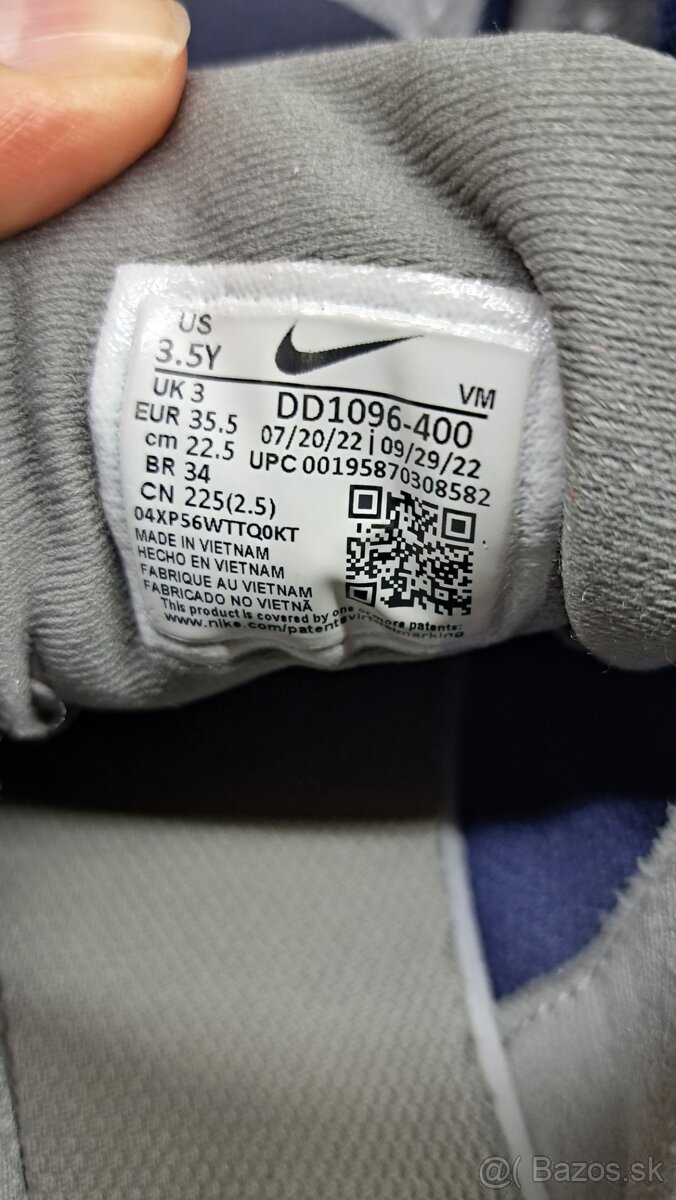 US
3.5Y
UK 3
EUR 35.5
cm 22.5
BR 34
CN 225(2.5)
VM
DD1096-400
07/20/22 | 09/29/22
UPC 00195870308582
04XP56WTTQ0KT
MADE IN VIETNAM
HECHO EN VIETNAM
FABRIQUE AU VIETNAM
FABRICADO NO VIETNÃ
This product is covered by one or more patents:
www.nike.com/patents
marking
@( Bazos.sk